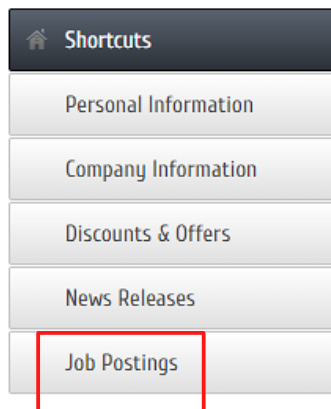 Shortcuts
Personal Information
Company Information
Discounts & Offers
News Releases
Job Postings